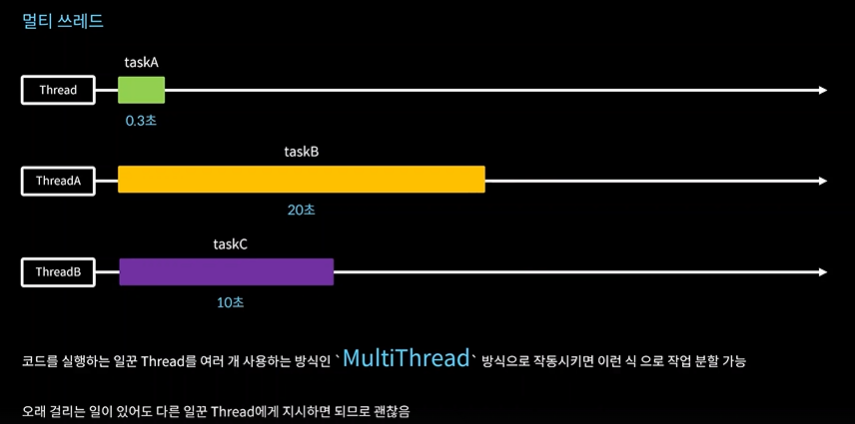 멀티 쓰레드
taskA
Thread
0.3초
taskB
ThreadA
20초
taskC
ThreadB
10초
코드를 실행하는 일꾼 Thread를 여러 개 사용하는 방식인 `MultiThread` 방식으로 작동시키면 이런 식 으로 작업 분할 가능
오래 걸리는 일이 있어도 다른 일꾼 Thread에게 지시하면 되므로 괜찮음